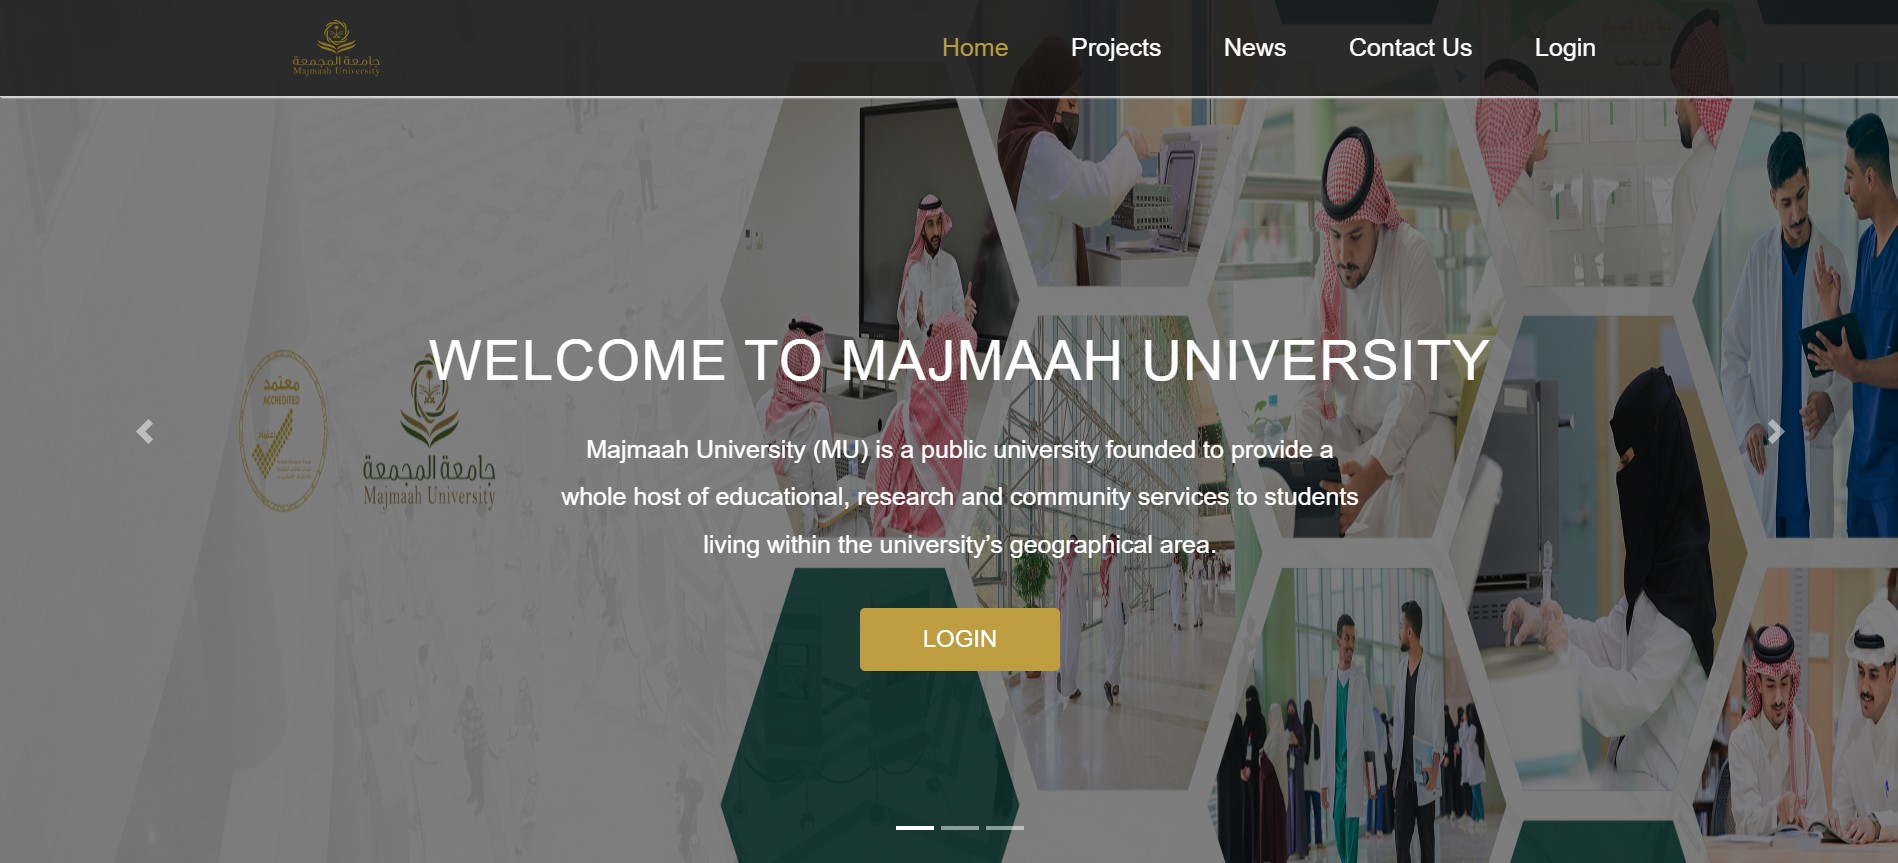 جامعة المجمعة
Majmaah University
Home
Projects
News
Contact Us
Login
WELCOME TO MAJMAAH UNIVERSITY
معتمد
ACCREDITED
جامعة المجمعة
Majmaah University
Majmaah University (MU) is a public university founded to provide a
whole host of educational, research and community services to students
living within the university’s geographical area.
LOGIN